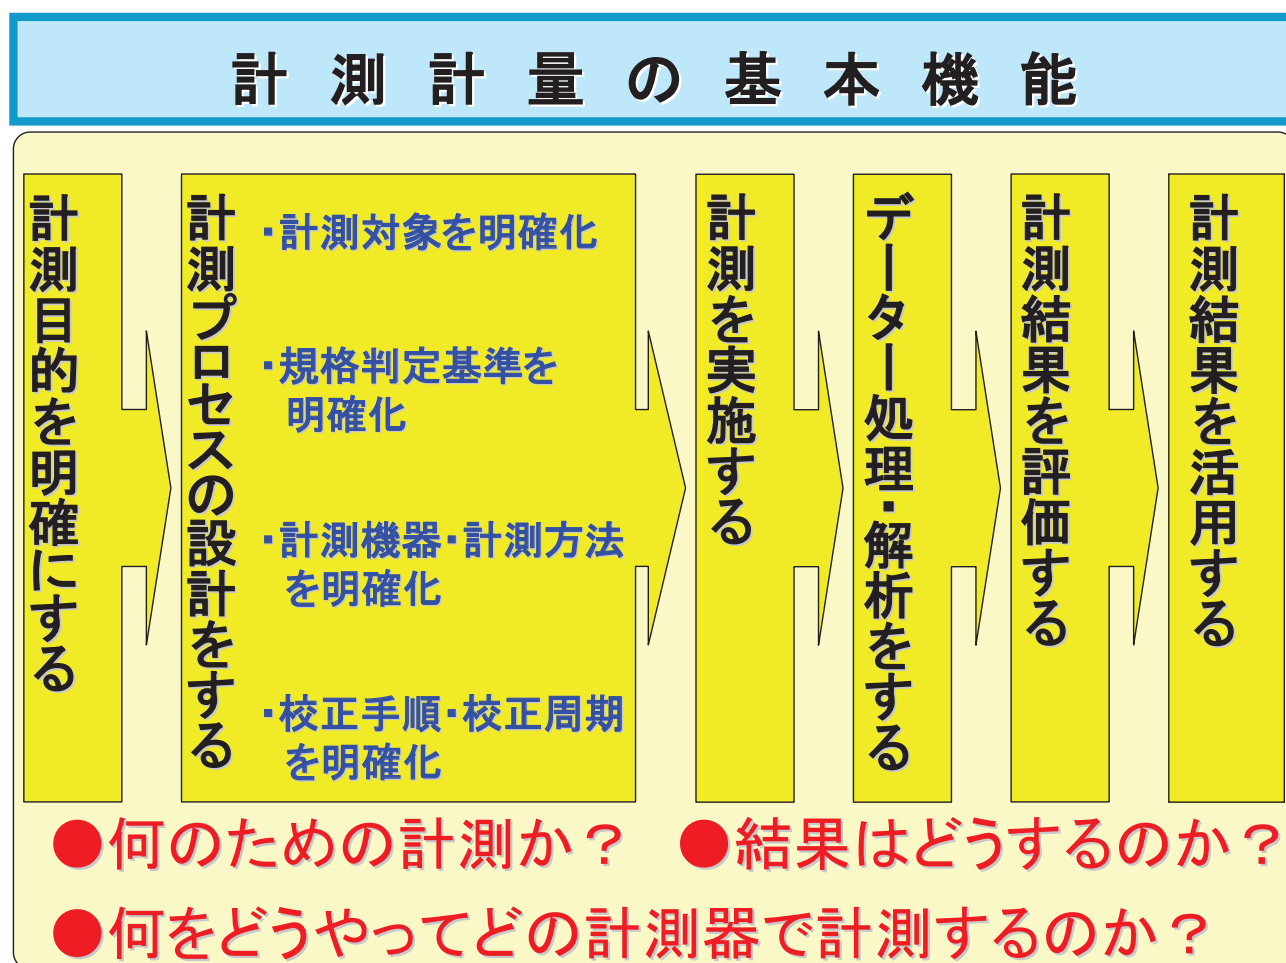 計測計量の基本機能
計測目的を明確にする
計測プロセスの設計をする
・計測対象を明確化
・規格判定基準を
明確化
・計測機器・計測方法
を明確化
・校正手順・校正周期
を明確化
計測を実施する
データー処理・解析をする
計測結果を評価する
計測結果を活用する
●何のための計測か？
●結果はどうするのか？
●何をどうやってどの計測器で計測するのか？